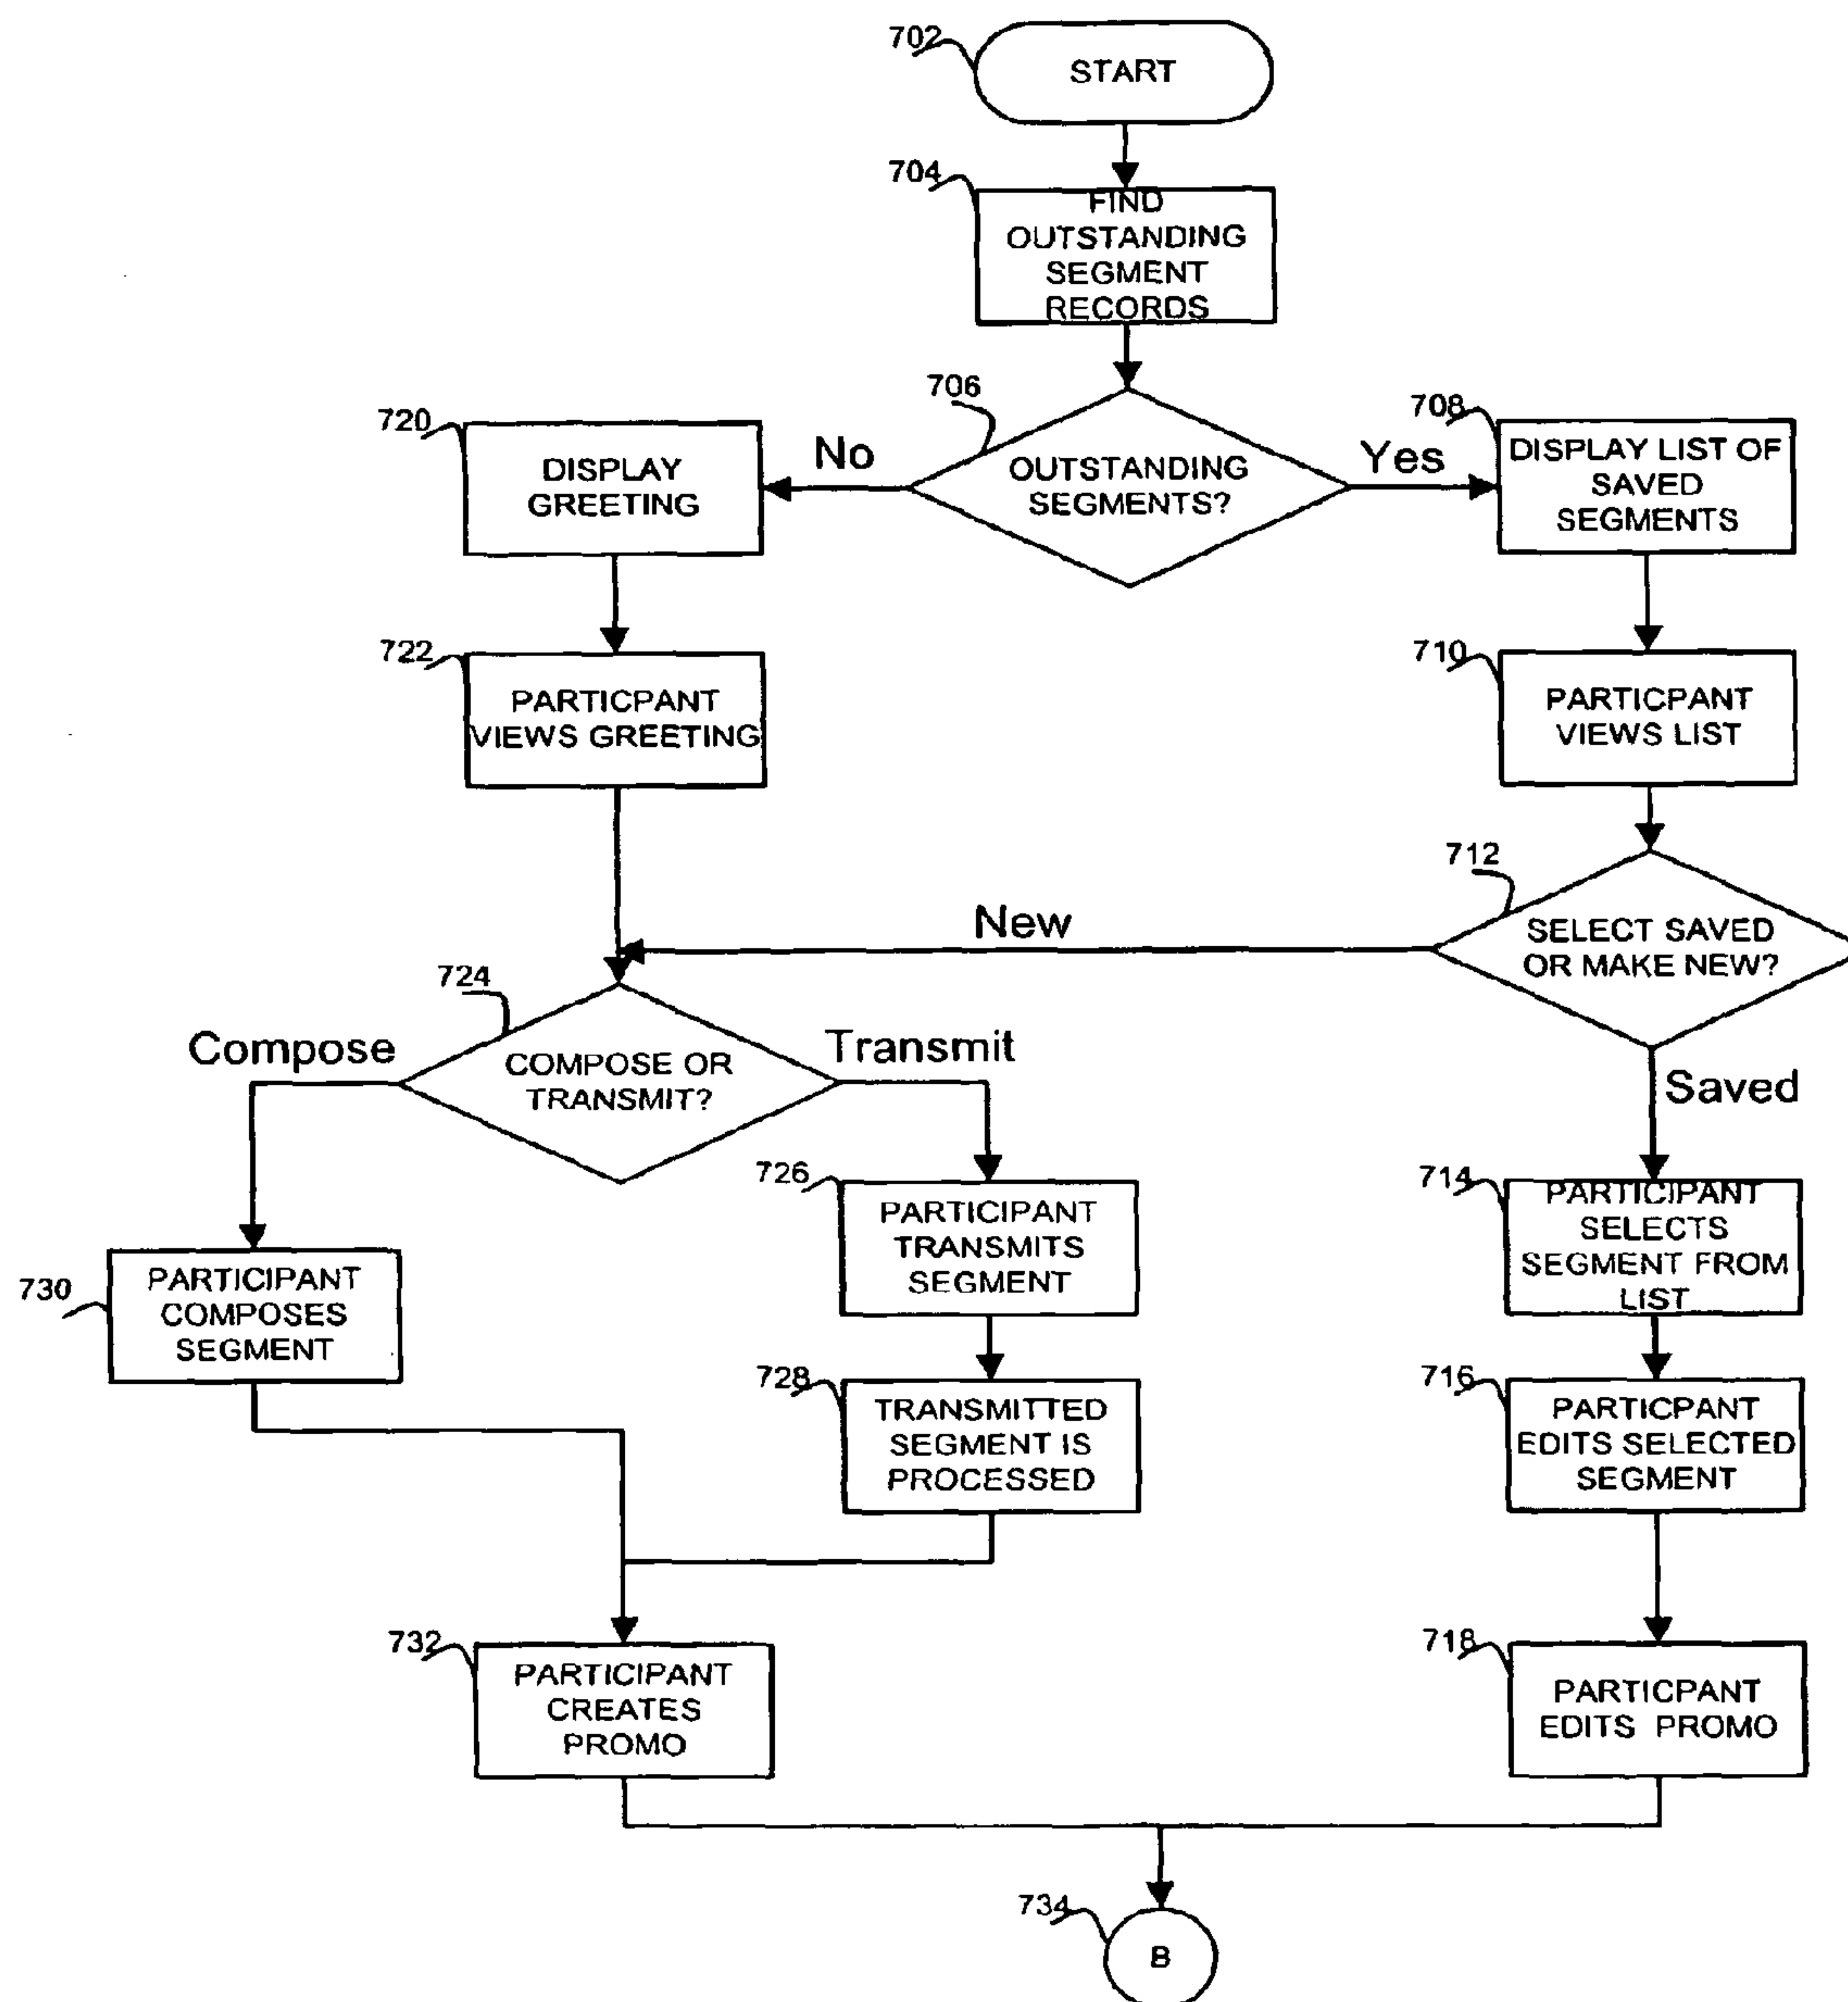 702
START
704
FIND
OUTSTANDING
SEGMENT
RECORDS
706
OUTSTANDING
SEGMENTS?
No
Yes
720
DISPLAY
GREETING
708
DISPLAY LIST OF
SAVED
SEGMENTS
722
PARTICPANT
VIEWS GREETING
710
PARTICPANT
VIEWS LIST
712
SELECT SAVED
OR MAKE NEW?
New
Saved
724
COMPOSE OR
TRANSMIT?
Compose
Transmit
726
PARTICIPANT
TRANSMITS
SEGMENT
714
PARTICIPANT
SELECTS
SEGMENT FROM
LIST
730
PARTICIPANT
COMPOSES
SEGMENT
728
TRANSMITTED
SEGMENT IS
PROCESSED
716
PARTICPANT
EDITS SELECTED
SEGMENT
732
PARTICIPANT
CREATES
PROMO
718
PARTICPANT
EDITS PROMO
734
B